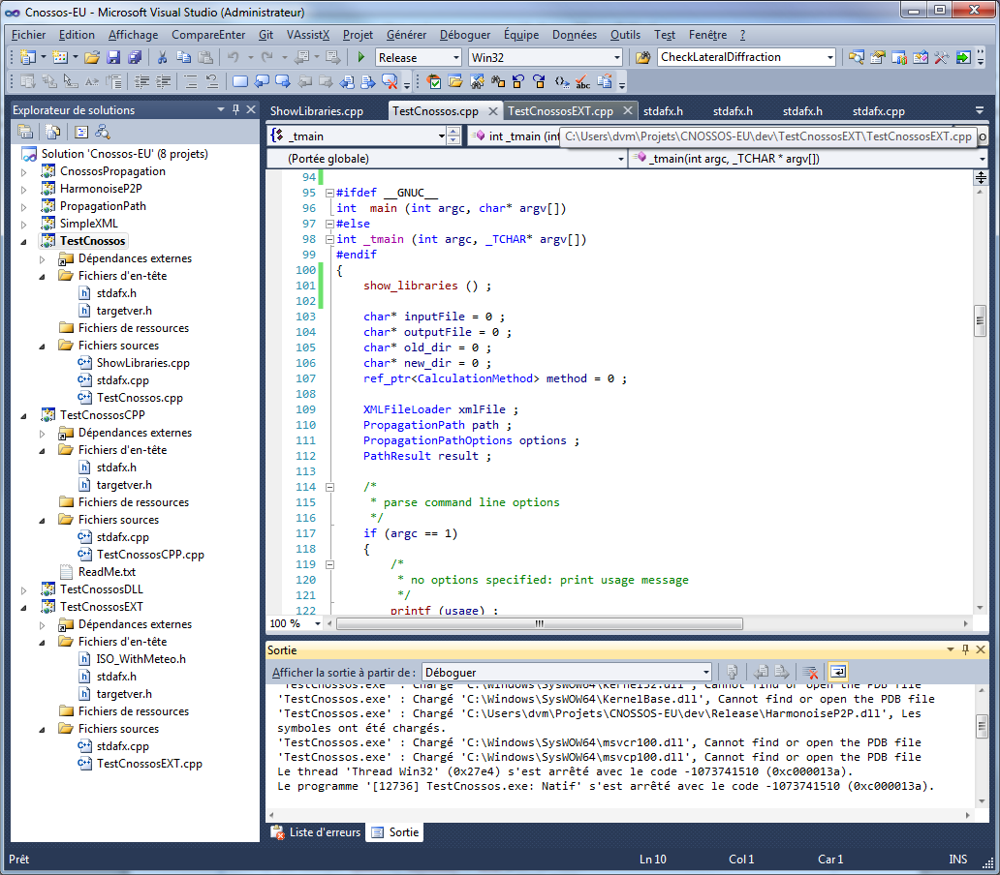 Cnossos-EU - Microsoft Visual Studio (Administrateur)
Fichier Edition Affichage CompareEnter Git VAssistX Projet Générer Déboguer Équipe Données Outils Test Fenêtre ?
Release Win32 CheckLateralDiffraction
Explorateur de solutions
Solution 'Cnossos-EU' (8 projets)
CnossosPropagation
HarmonoiseP2P
PropagationPath
SimpleXML
TestCnossos
Dépendances externes
Fichiers d'en-tête
stdafx.h
targetver.h
Fichiers de ressources
Fichiers sources
ShowLibraries.cpp
stdafx.cpp
TestCnossos.cpp
TestCnossosCPP
Dépendances externes
Fichiers d'en-tête
stdafx.h
targetver.h
Fichiers de ressources
Fichiers sources
stdafx.cpp
TestCnossosCPP.cpp
ReadMe.txt
TestCnossosDLL
TestCnossosEXT
Dépendances externes
Fichiers d'en-tête
ISO_WithMeteo.h
stdafx.h
targetver.h
Fichiers de ressources
Fichiers sources
stdafx.cpp
TestCnossosEXT.cpp
ShowLibraries.cpp TestCnossos.cpp TestCnossosEXT.cpp stdafx.h stdafx.h stdafx.h stdafx.cpp
_tmain int _tmain (int
C:\Users\dvm\Projets\CNOSSOS-EU\dev\TestCnossosEXT\TestCnossosEXT.cpp
(Portée globale) _tmain(int argc, _TCHAR * argv[])
94
95 #ifdef __GNUC__
96 int main (int argc, char* argv[])
97 #else
98 int _tmain (int argc, _TCHAR* argv[])
99 #endif
100 {
101 show_libraries () ;
102
103 char* inputFile = 0 ;
104 char* outputFile = 0 ;
105 char* old_dir = 0 ;
106 char* new_dir = 0 ;
107 ref_ptr<CalculationMethod> method = 0 ;
108
109 XMLFileLoader xmlFile ;
110 PropagationPath path ;
111 PropagationPathOptions options ;
112 PathResult result ;
113
114 /*
115 * parse command line options
116 */
117 if (argc == 1)
118 {
119 /*
120 * no options specified: print usage message
121 */
122 printf (usage) ;
100 %
Sortie
Afficher la sortie à partir de : Déboguer
'TestCnossos.exe' : Chargé 'C:\Windows\SysWOW64\kernel32.dll', Cannot find or open the PDB file
'TestCnossos.exe' : Chargé 'C:\Windows\SysWOW64\KernelBase.dll', Cannot find or open the PDB file
'TestCnossos.exe' : Chargé 'C:\Users\dvm\Projets\CNOSSOS-EU\dev\Release\HarmonoiseP2P.dll', Les
symboles ont été chargés.
'TestCnossos.exe' : Chargé 'C:\Windows\SysWOW64\msvcr100.dll', Cannot find or open the PDB file
'TestCnossos.exe' : Chargé 'C:\Windows\SysWOW64\msvcp100.dll', Cannot find or open the PDB file
Le thread 'Thread Win32' (0x27e4) s'est arrêté avec le code -1073741510 (0xc000013a).
Le programme '[12736] TestCnossos.exe: Natif' s'est arrêté avec le code -1073741510 (0xc000013a).
Liste d'erreurs Sortie
Prêt Ln 10 Col 1 Car 1 INS